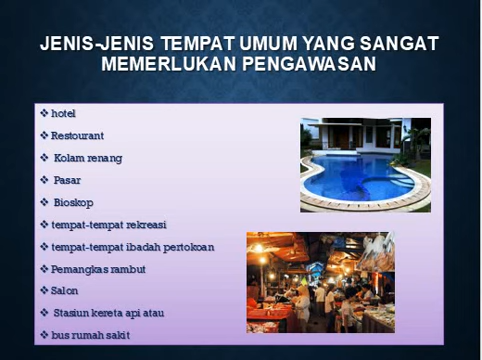 JENIS-JENIS TEMPAT UMUM YANG SANGAT
MEMERLUKAN PENGAWASAN
❖ hotel
❖ Restourant
❖ Kolam renang
❖ Pasar
❖ Bioskop
❖ tempat-tempat rekreasi
❖ tempat-tempat ibadah pertokoan
❖ Pemangkas rambut
❖ Salon
❖ Stasiun kereta api atau
❖ bus rumah sakit